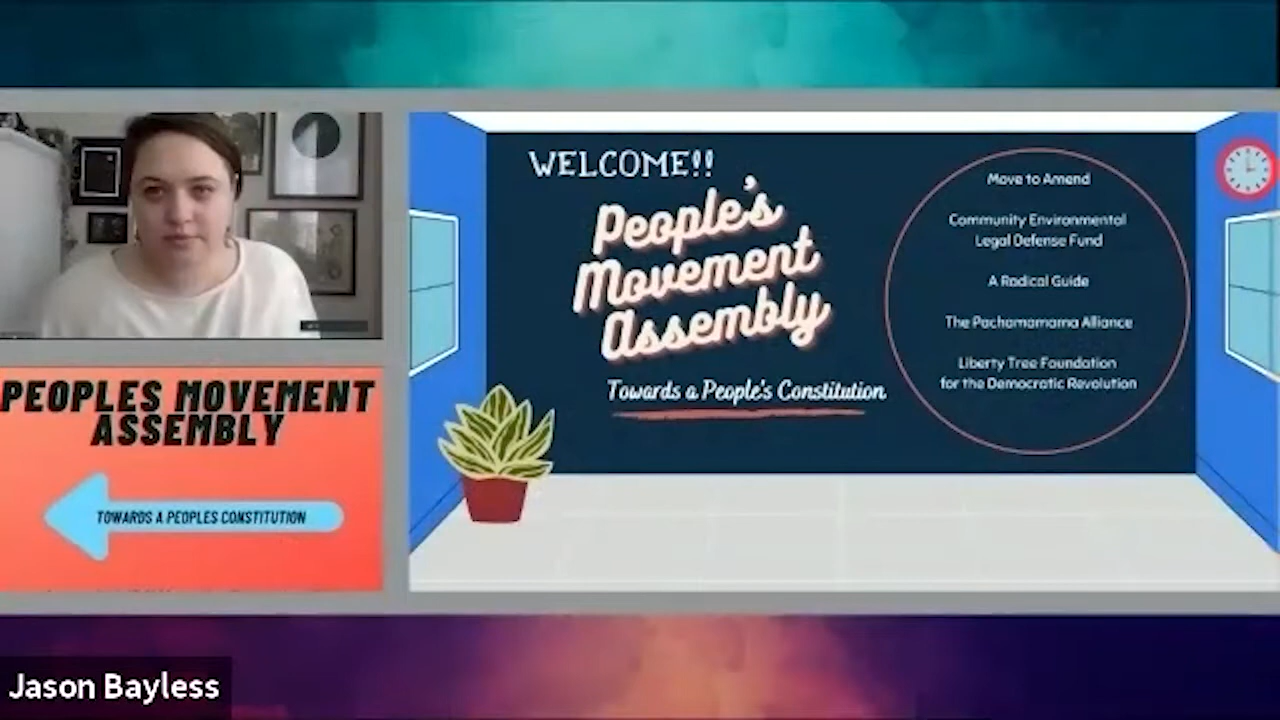 WELCOME!!
People's
Movement
Assembly
Towards a People's Constitution
Move to Amend
Community Environmental
Legal Defense Fund
A Radical Guide
The Pachamamama Alliance
Liberty Tree Foundation
for the Democratic Revolution
PEOPLES MOVEMENT
ASSEMBLY
TOWARDS A PEOPLES CONSTITUTION
Jason Bayless